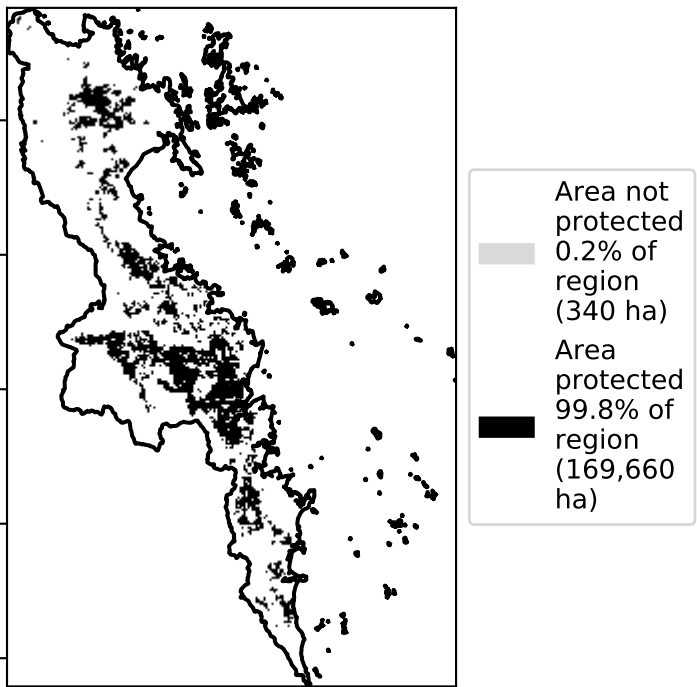 Area not
protected
0.2% of
region
(340 ha)
Area
protected
99.8% of
region
(169,660
ha)